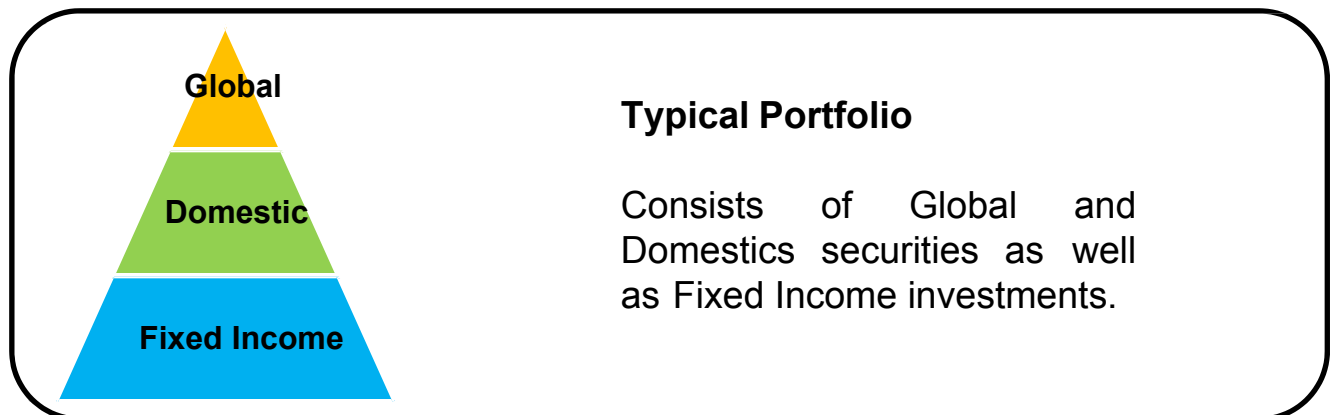 Global
Domestic
Fixed Income
Typical Portfolio
Consists of Global and
Domestics securities as well
as Fixed Income investments.